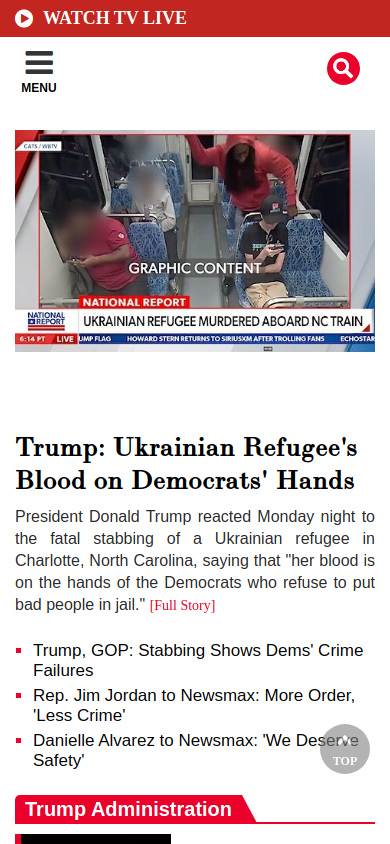 WATCH TV LIVE
MENU
CATS / WBTV
GRAPHIC CONTENT
NATIONAL REPORT
NATIONAL
REPORT
UKRAINIAN REFUGEE MURDERED ABOARD NC TRAIN
6:14 PT LIVE UMP FLAG HOWARD STERN RETURNS TO SIRIUSXM AFTER TROLLING FANS ECHOSTAR
Trump: Ukrainian Refugee's
Blood on Democrats' Hands
President Donald Trump reacted Monday night to
the fatal stabbing of a Ukrainian refugee in
Charlotte, North Carolina, saying that "her blood is
on the hands of the Democrats who refuse to put
bad people in jail." [Full Story]
Trump, GOP: Stabbing Shows Dems' Crime
Failures
Rep. Jim Jordan to Newsmax: More Order,
'Less Crime'
Danielle Alvarez to Newsmax: 'We Deserve
Safety'
TOP
Trump Administration